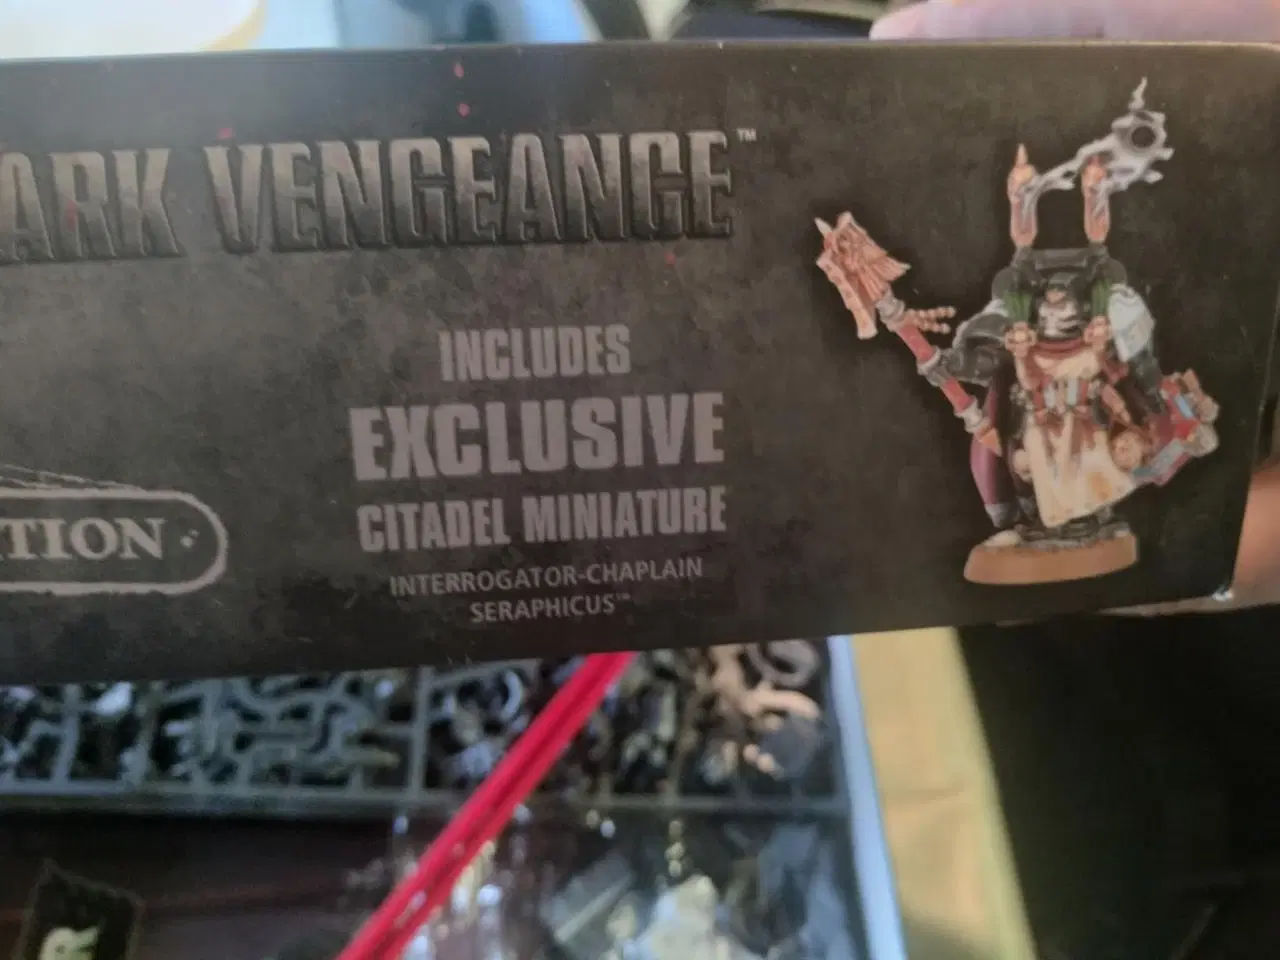 ARK VENGEANCE™
INCLUDES
EXCLUSIVE
CITADEL MINIATURE
INTERROGATOR-CHAPLAIN
SERAPHICUS™
TION